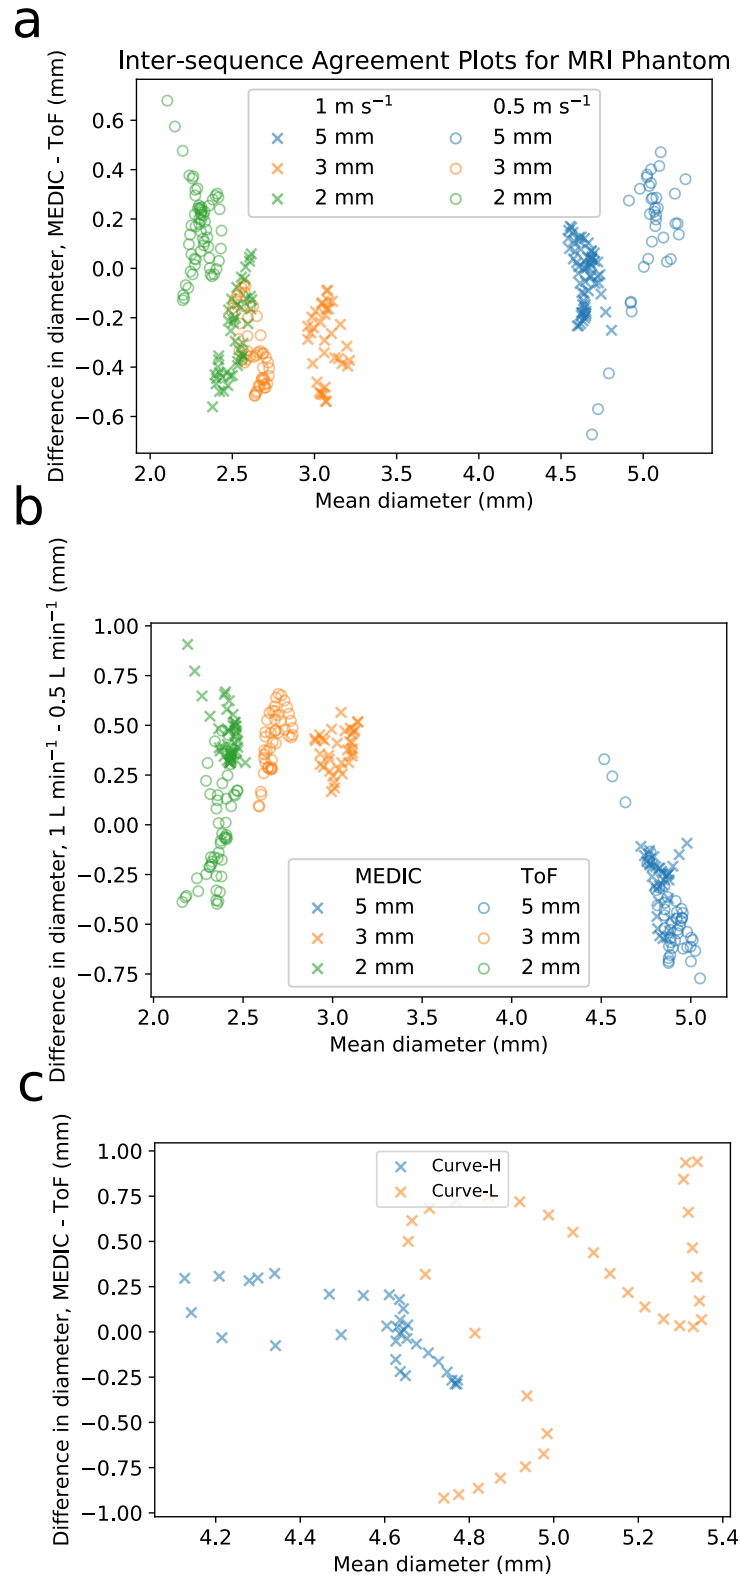 a
Inter-sequence Agreement Plots for MRI Phantom
Difference in diameter, MEDIC - ToF (mm)
1 m s⁻¹ 0.5 m s⁻¹
5 mm 5 mm
3 mm 3 mm
2 mm 2 mm
0.6
0.4
0.2
0.0
−0.2
−0.4
−0.6
2.0 2.5 3.0 3.5 4.0 4.5 5.0
Mean diameter (mm)
b
Difference in diameter, 1 L min⁻¹ - 0.5 L min⁻¹ (mm)
1.00
0.75
0.50
0.25
0.00
−0.25
−0.50
−0.75
MEDIC ToF
5 mm 5 mm
3 mm 3 mm
2 mm 2 mm
2.0 2.5 3.0 3.5 4.0 4.5 5.0
Mean diameter (mm)
c
Difference in diameter, MEDIC - ToF (mm)
Curve-H
Curve-L
1.00
0.75
0.50
0.25
0.00
−0.25
−0.50
−0.75
−1.00
4.2 4.4 4.6 4.8 5.0 5.2 5.4
Mean diameter (mm)